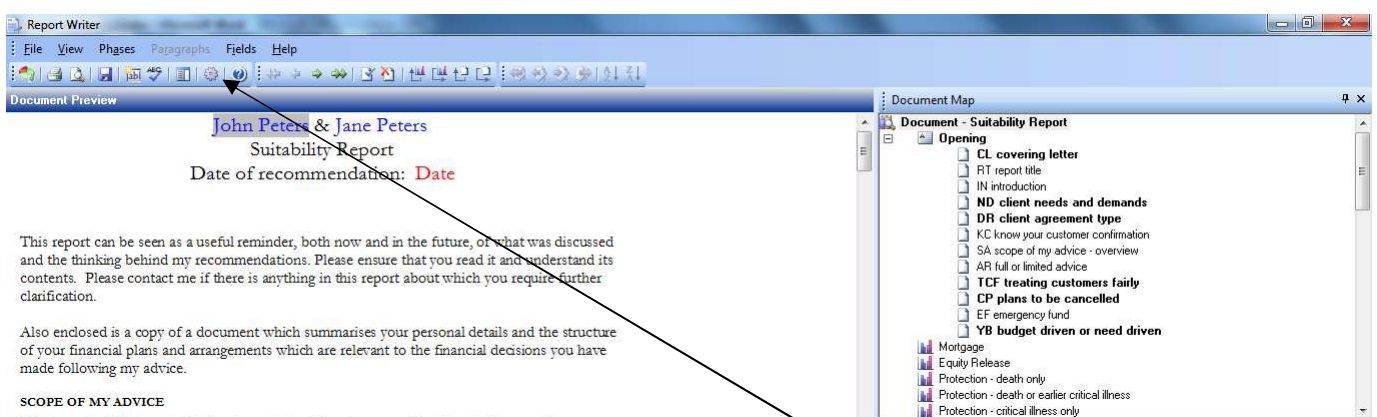 Report Writer
File View Phases Paragraphs Fields Help
Document Preview
John Peters & Jane Peters
Suitability Report
Date of recommendation: Date
This report can be seen as a useful reminder, both now and in the future, of what was discussed
and the thinking behind my recommendations. Please ensure that you read it and understand its
contents. Please contact me if there is anything in this report about which you require further
clarification.
Also enclosed is a copy of a document which summarises your personal details and the structure
of your financial plans and arrangements which are relevant to the financial decisions you have
made following my advice.
SCOPE OF MY ADVICE
Document Map
Document - Suitability Report
Opening
CL covering letter
RT report title
IN introduction
ND client needs and demands
DR client agreement type
KC know your customer confirmation
SA scope of my advice - overview
AR full or limited advice
TCF treating customers fairly
CP plans to be cancelled
EF emergency fund
YB budget driven or need driven
Mortgage
Equity Release
Protection - death only
Protection - death or earlier critical illness
Protection - critical illness only